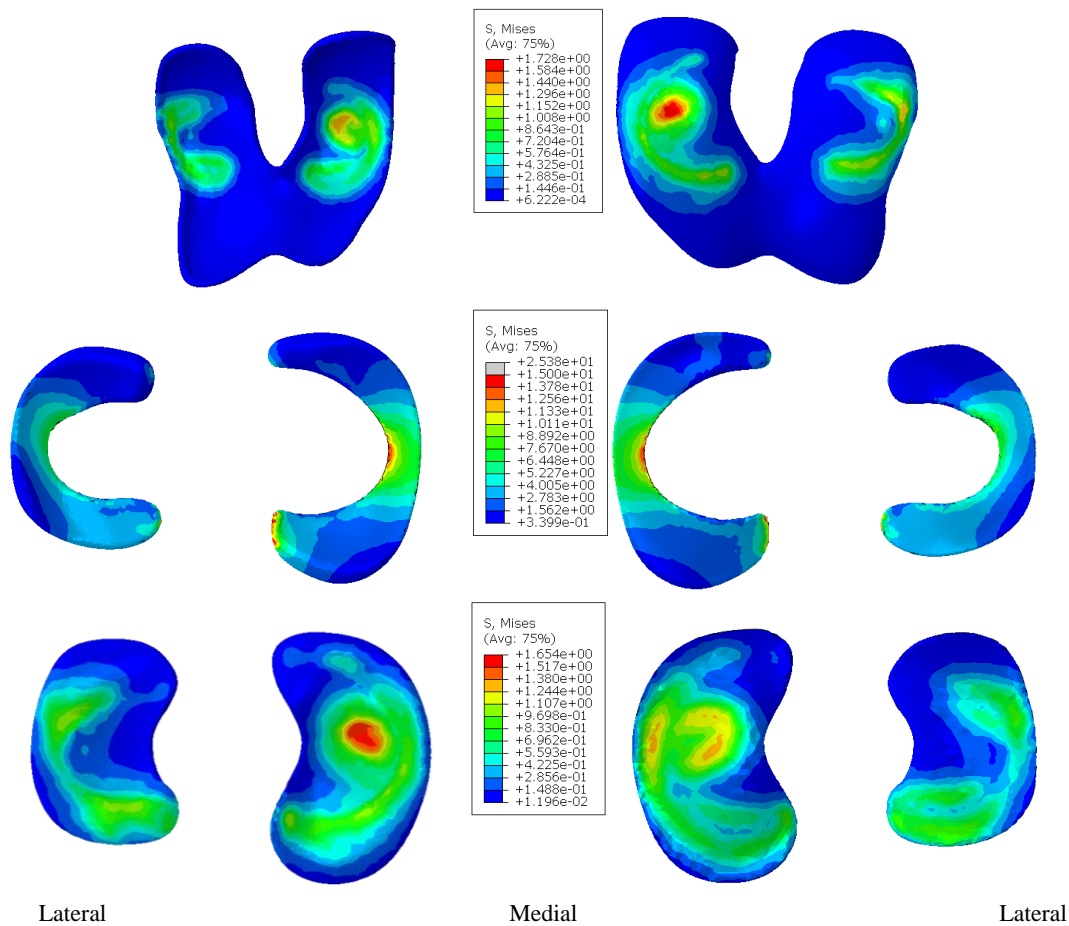 S, Mises
(Avg: 75%)
+1.728e+00
+1.584e+00
+1.440e+00
+1.296e+00
+1.152e+00
+1.008e+00
+8.643e-01
+7.204e-01
+5.764e-01
+4.325e-01
+2.885e-01
+1.446e-01
+6.222e-04
S, Mises
(Avg: 75%)
+2.538e+01
+1.500e+01
+1.378e+01
+1.256e+01
+1.133e+01
+1.011e+01
+8.892e+00
+7.670e+00
+6.448e+00
+5.227e+00
+4.005e+00
+2.783e+00
+1.562e+00
+3.399e-01
S, Mises
(Avg: 75%)
+1.654e+00
+1.517e+00
+1.380e+00
+1.244e+00
+1.107e+00
+9.698e-01
+8.330e-01
+6.962e-01
+5.593e-01
+4.225e-01
+2.856e-01
+1.488e-01
+1.196e-02
Lateral Medial Lateral